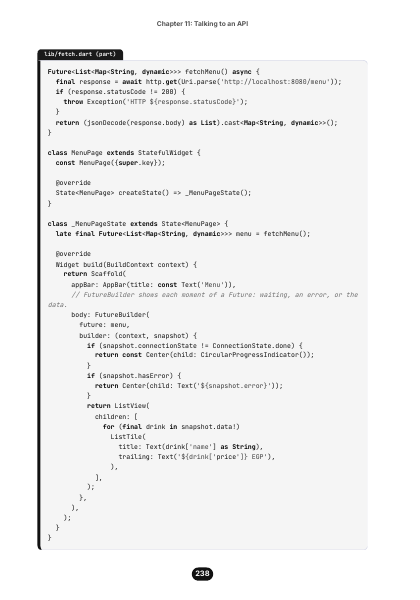 Chapter 11: Talking to an API
lib/fetch.dart (part)
Future<List<Map<String, dynamic>>> fetchMenu() async {
  final response = await http.get(Uri.parse('http://localhost:8080/menu'));
  if (response.statusCode != 200) {
    throw Exception('HTTP ${response.statusCode}');
  }
  return (jsonDecode(response.body) as List).cast<Map<String, dynamic>>();
}

class MenuPage extends StatefulWidget {
  const MenuPage({super.key});

  @override
  State<MenuPage> createState() => _MenuPageState();
}

class _MenuPageState extends State<MenuPage> {
  late final Future<List<Map<String, dynamic>>> menu = fetchMenu();

  @override
  Widget build(BuildContext context) {
    return Scaffold(
      appBar: AppBar(title: const Text('Menu')),
      // FutureBuilder shows each moment of a Future: waiting, an error, or the
data.
      body: FutureBuilder(
        future: menu,
        builder: (context, snapshot) {
          if (snapshot.connectionState != ConnectionState.done) {
            return const Center(child: CircularProgressIndicator());
          }
          if (snapshot.hasError) {
            return Center(child: Text('${snapshot.error}'));
          }
          return ListView(
            children: [
              for (final drink in snapshot.data!)
                ListTile(
                  title: Text(drink['name'] as String),
                  trailing: Text('${drink['price']} EGP'),
                ),
            ],
          );
        },
      ),
    );
  }
}
238